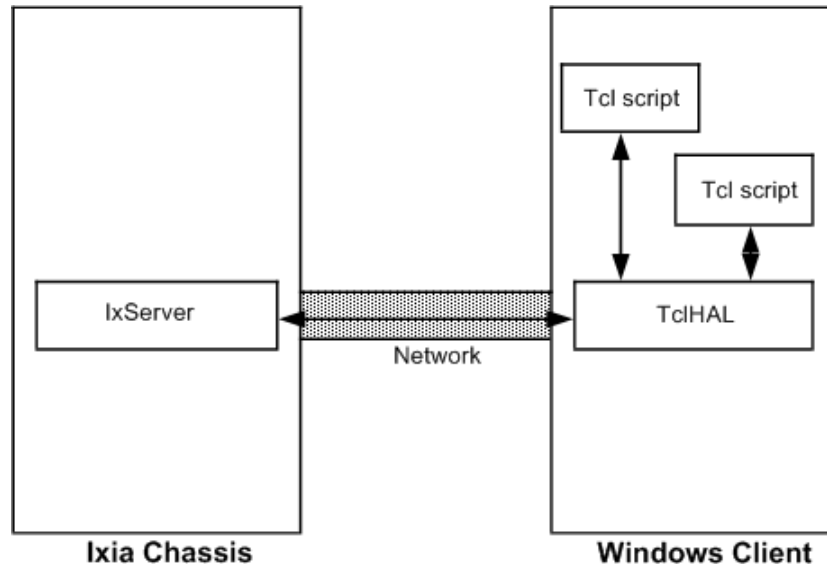 Tcl script
Tcl script
IxServer
TclHAL
Network
Ixia Chassis
Windows Client